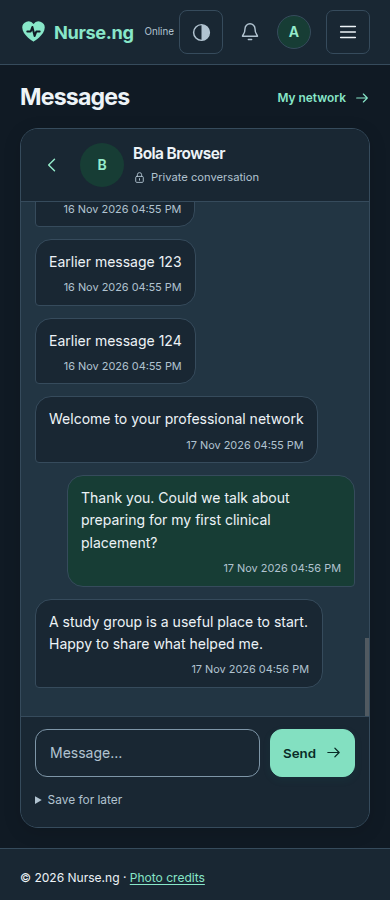 Nurse.ng
Online
A
Messages
My network
B
Bola Browser
Private conversation
16 Nov 2026 04:55 PM
Earlier message 123
16 Nov 2026 04:55 PM
Earlier message 124
16 Nov 2026 04:55 PM
Welcome to your professional network
17 Nov 2026 04:55 PM
Thank you. Could we talk about
preparing for my first clinical
placement?
17 Nov 2026 04:56 PM
A study group is a useful place to start.
Happy to share what helped me.
17 Nov 2026 04:56 PM
Message...
Send
Save for later
© 2026 Nurse.ng · Photo credits